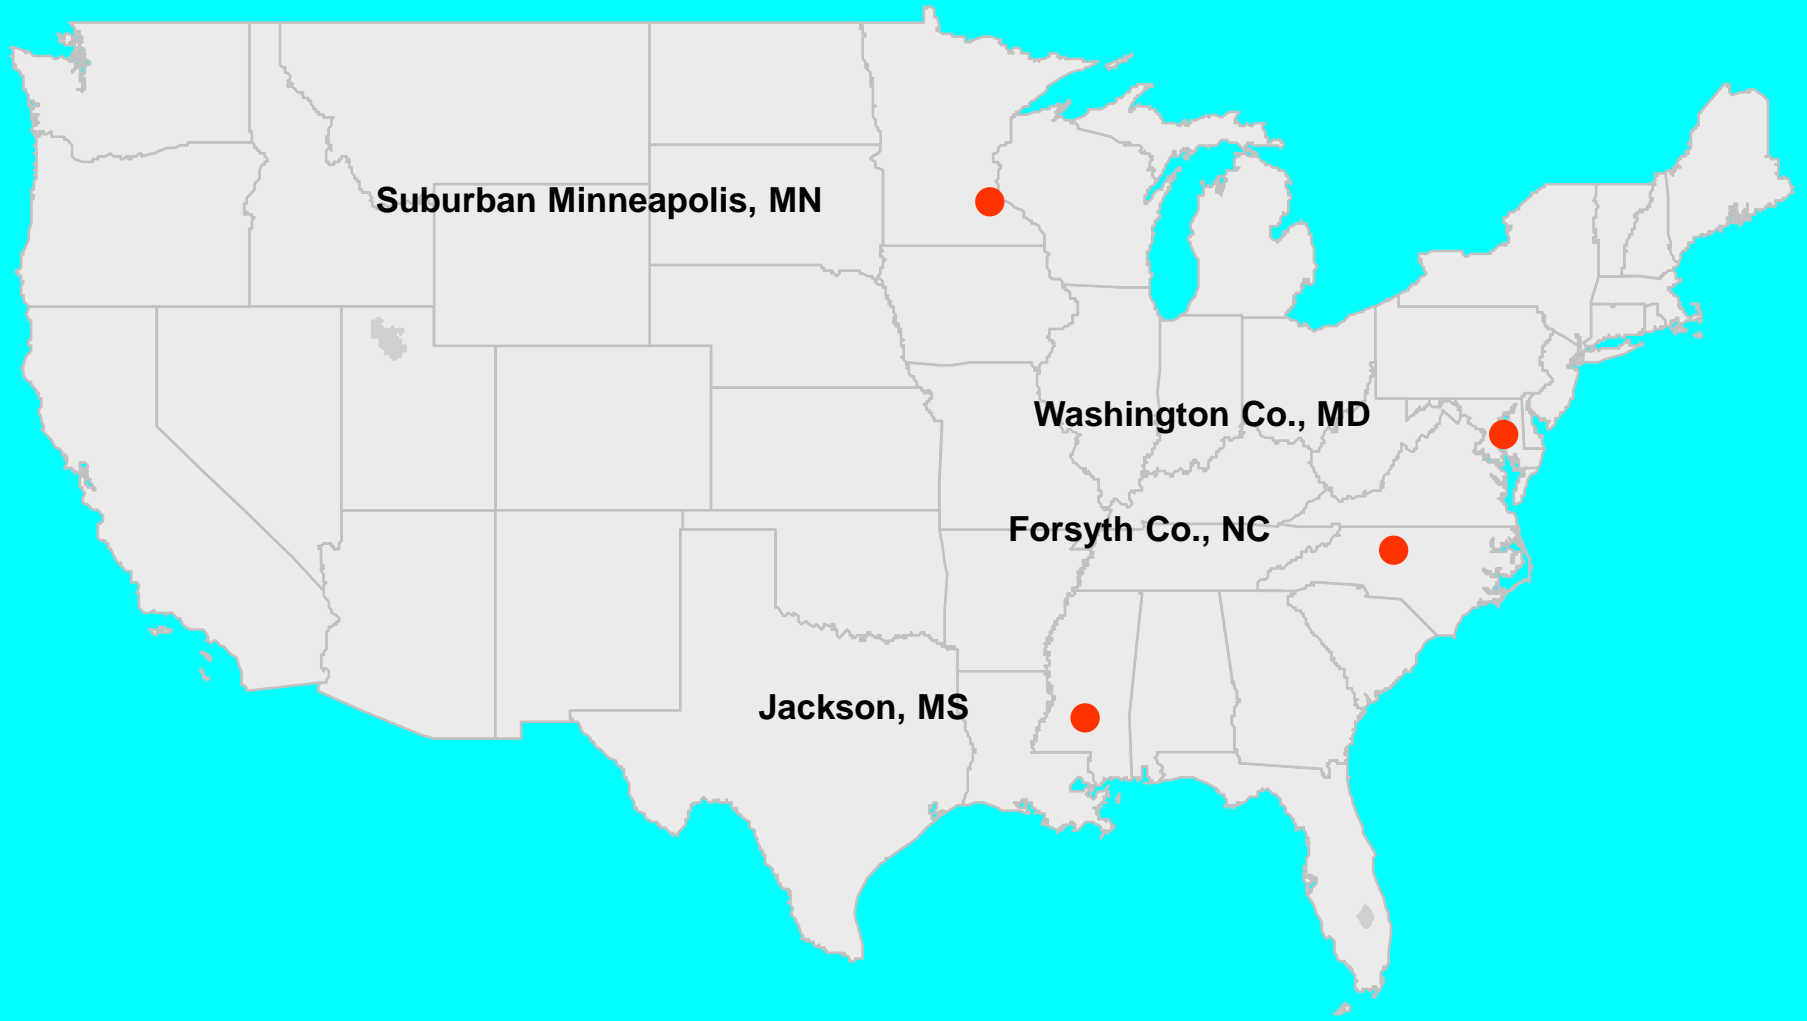 Suburban Minneapolis, MN
Washington Co., MD
Forsyth Co., NC
Jackson, MS